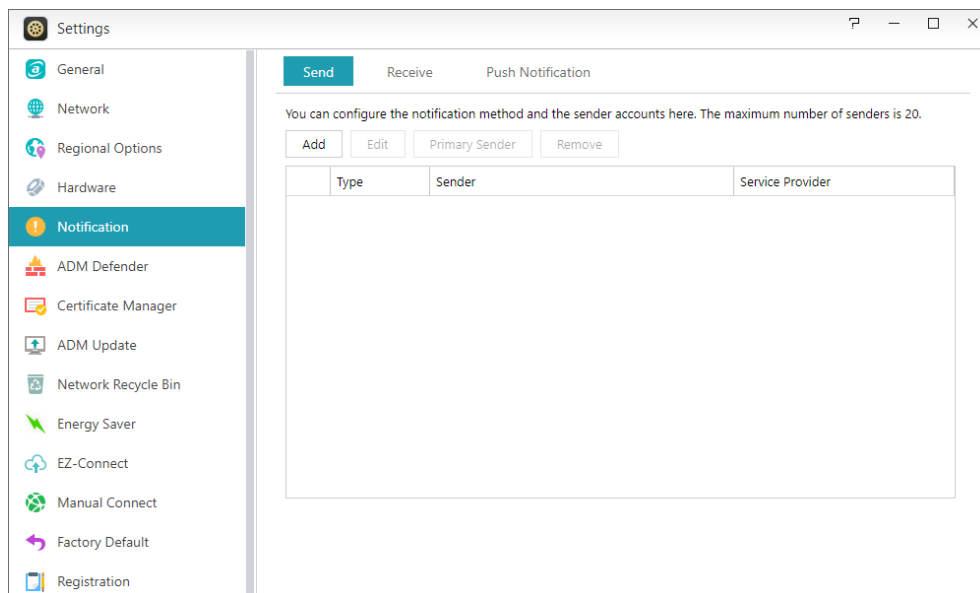 Settings
General
Network
Regional Options
Hardware
Notification
ADM Defender
Certificate Manager
ADM Update
Network Recycle Bin
Energy Saver
EZ-Connect
Manual Connect
Factory Default
Registration
Send Receive Push Notification
You can configure the notification method and the sender accounts here. The maximum number of senders is 20.
Add Edit Primary Sender Remove
Type Sender Service Provider